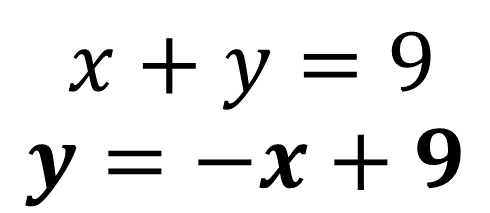 x + y = 9
y = −x + 9